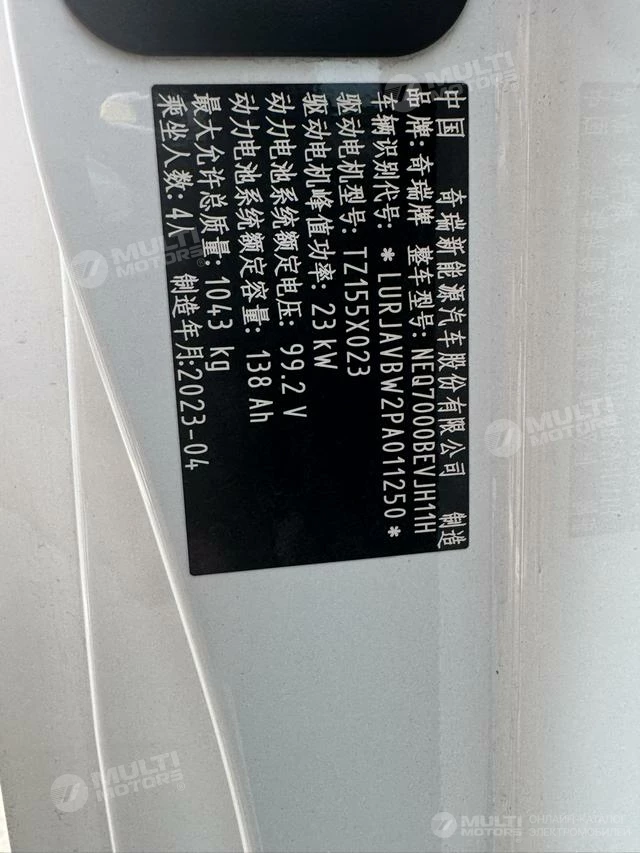 中国 奇瑞新能源汽车股份有限公司 制造
品牌: 奇瑞牌 整车型号: NEQ7000BEVJH11H
车辆识别代号: *LURJAVBW2PA011250*
驱动电机型号: TZ155X023
驱动电机峰值功率: 23 kW
动力电池系统额定电压: 99.2 V
动力电池系统额定容量: 138 Ah
最大允许总质量: 1043 kg
乘坐人数: 4人 制造年月:2023-04
MULTI MOTORS
MULTI MOTORS
MULTI MOTORS
MULTI MOTORS
MULTI MOTORS
ОНЛАЙН-КАТАЛОГ
ЭЛЕКТРОМОБИЛЕЙ